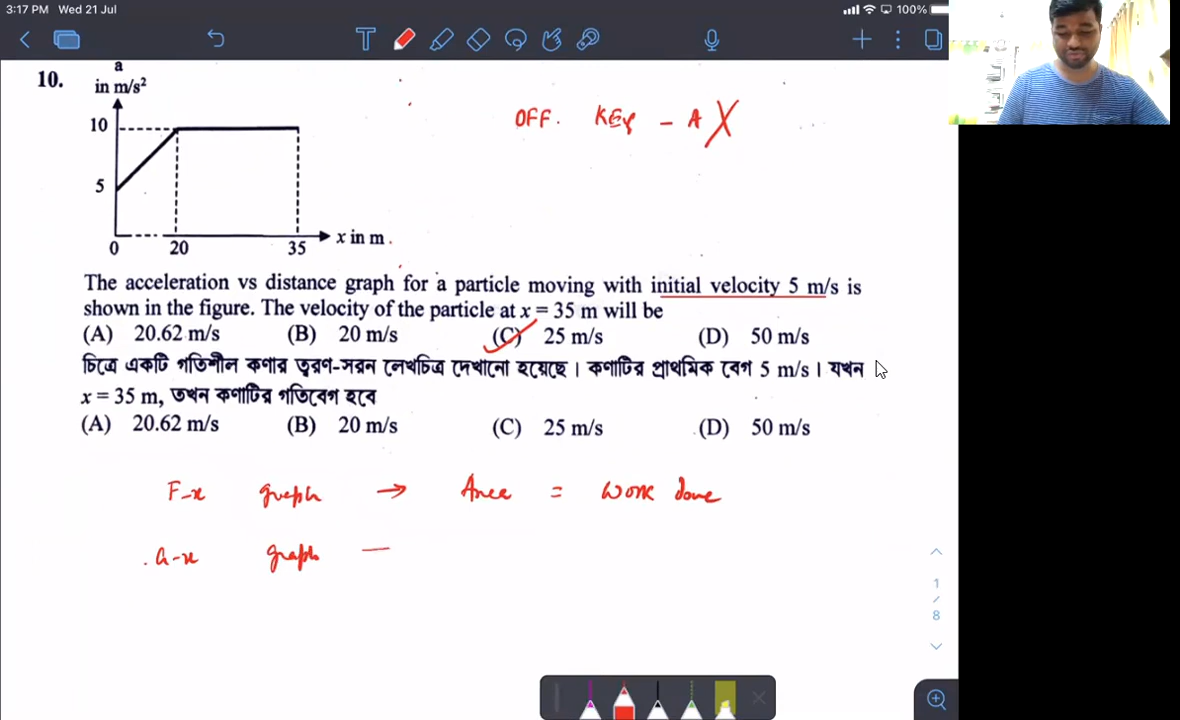 3:17 PM Wed 21 Jul
100%
T
10.
a
in m/s²
OFF. KEY - A X
10
5
0
20
35
x in m
The acceleration vs distance graph for a particle moving with initial velocity 5 m/s is
shown in the figure. The velocity of the particle at x = 35 m will be
(A) 20.62 m/s (B) 20 m/s (C) 25 m/s (D) 50 m/s
চিত্রে একটি গতিশীল কণার ত্বরণ-সরন লেখচিত্র দেখানো হয়েছে। কণাটির প্রাথমিক বেগ 5 m/s। যখন
x = 35 m, তখন কণাটির গতিবেগ হবে
(A) 20.62 m/s (B) 20 m/s (C) 25 m/s (D) 50 m/s
F-x graph → Area = Work done
a-x graph —
1
/
8